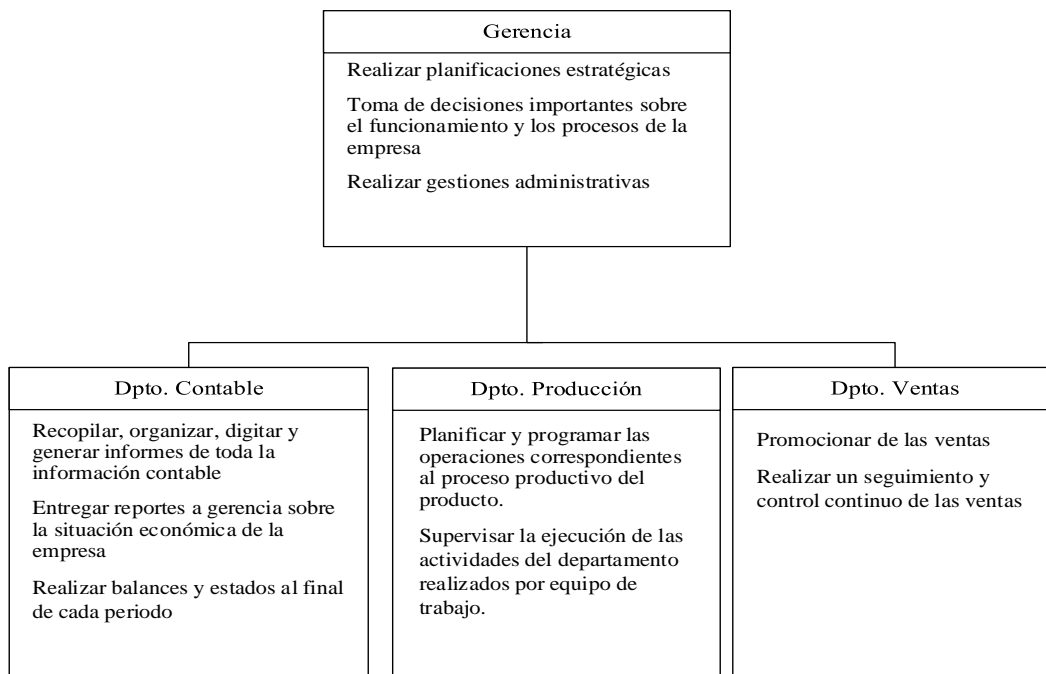 Gerencia
Realizar planificaciones estratégicas
Toma de decisiones importantes sobre
el funcionamiento y los procesos de la
empresa
Realizar gestiones administrativas
Dpto. Contable
Recopilar, organizar, digitar y
generar informes de toda la
información contable
Entregar reportes a gerencia sobre
la situación económica de la
empresa
Realizar balances y estados al final
de cada periodo
Dpto. Producción
Planificar y programar las
operaciones correspondientes
al proceso productivo del
producto.
Supervisar la ejecución de las
actividades del departamento
realizados por equipo de
trabajo.
Dpto. Ventas
Promocionar de las ventas
Realizar un seguimiento y
control continuo de las ventas